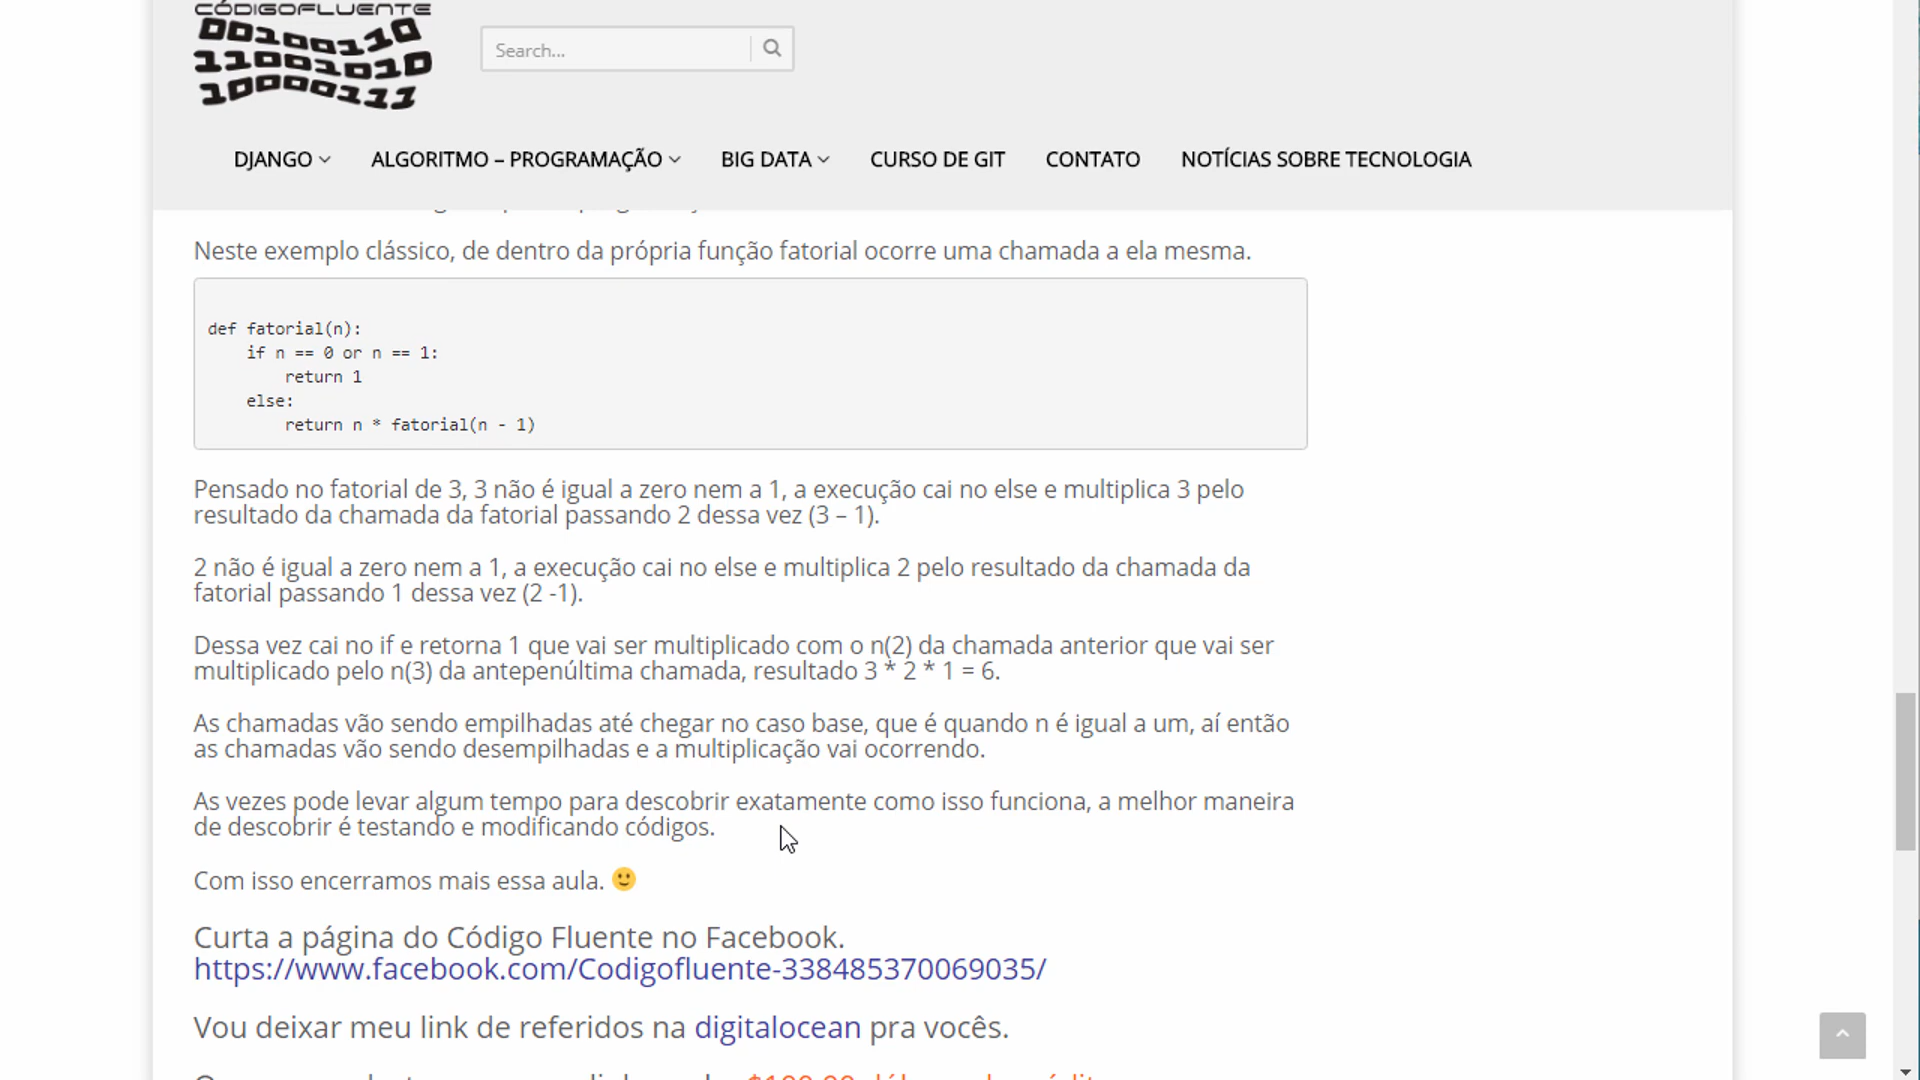 CÓDIGOFLUENTE
00100110
11001010
10000111
Search...
DJANGO
ALGORITMO – PROGRAMAÇÃO
BIG DATA
CURSO DE GIT
CONTATO
NOTÍCIAS SOBRE TECNOLOGIA
Neste exemplo clássico, de dentro da própria função fatorial ocorre uma chamada a ela mesma.
def fatorial(n):
    if n == 0 or n == 1:
        return 1
    else:
        return n * fatorial(n - 1)
Pensado no fatorial de 3, 3 não é igual a zero nem a 1, a execução cai no else e multiplica 3 pelo
resultado da chamada da fatorial passando 2 dessa vez (3 – 1).
2 não é igual a zero nem a 1, a execução cai no else e multiplica 2 pelo resultado da chamada da
fatorial passando 1 dessa vez (2 -1).
Dessa vez cai no if e retorna 1 que vai ser multiplicado com o n(2) da chamada anterior que vai ser
multiplicado pelo n(3) da antepenúltima chamada, resultado 3 * 2 * 1 = 6.
As chamadas vão sendo empilhadas até chegar no caso base, que é quando n é igual a um, aí então
as chamadas vão sendo desempilhadas e a multiplicação vai ocorrendo.
As vezes pode levar algum tempo para descobrir exatamente como isso funciona, a melhor maneira
de descobrir é testando e modificando códigos.
Com isso encerramos mais essa aula. 🙂
Curta a página do Código Fluente no Facebook.
https://www.facebook.com/Codigofluente-338485370069035/
Vou deixar meu link de referidos na digitalocean pra vocês.